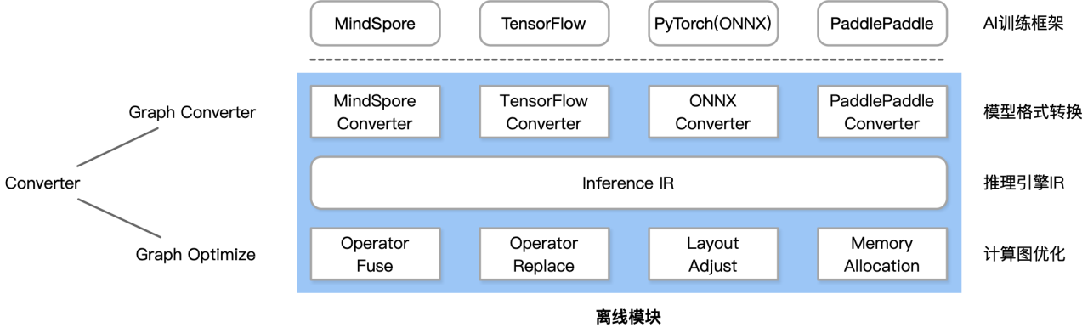 MindSpore
TensorFlow
PyTorch(ONNX)
PaddlePaddle
AI训练框架
Graph Converter
MindSpore
Converter
TensorFlow
Converter
ONNX
Converter
PaddlePaddle
Converter
模型格式转换
Converter
Inference IR
推理引擎IR
Graph Optimize
Operator
Fuse
Operator
Replace
Layout
Adjust
Memory
Allocation
计算图优化
离线模块